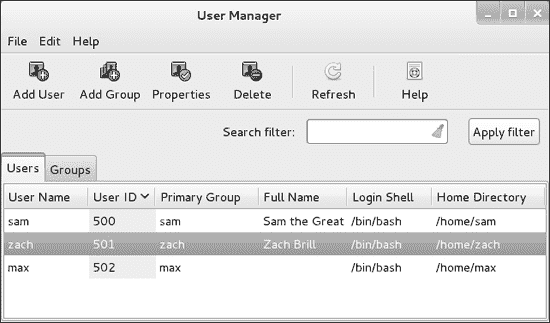 User Manager
File Edit Help
Add User Add Group Properties Delete Refresh Help
Search filter: Apply filter
Users Groups
User Name User ID Primary Group Full Name Login Shell Home Directory
sam 500 sam Sam the Great /bin/bash /home/sam
zach 501 zach Zach Brill /bin/bash /home/zach
max 502 max /bin/bash /home/max